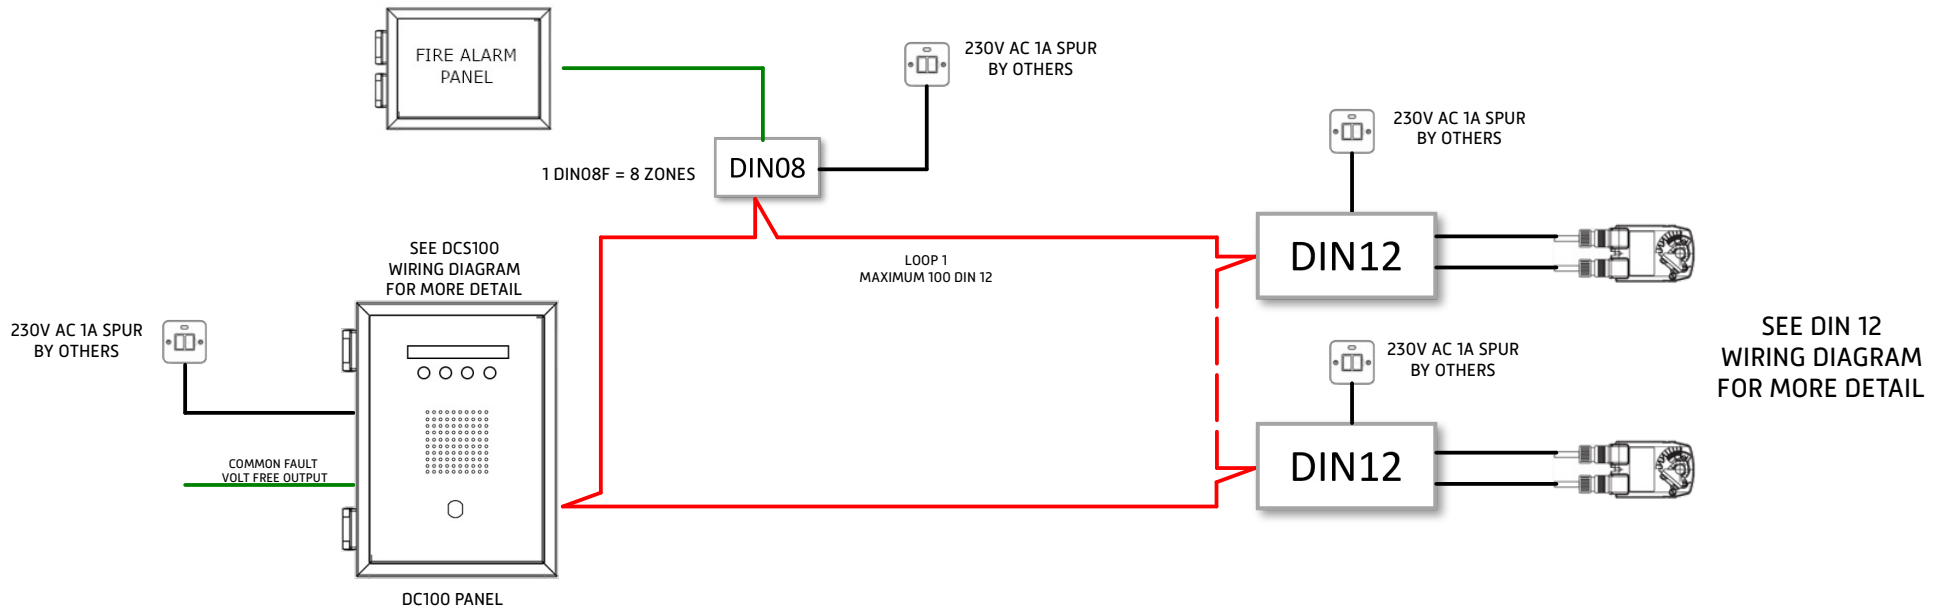 FIRE ALARM
PANEL
230V AC 1A SPUR
BY OTHERS
230V AC 1A SPUR
BY OTHERS
1 DIN08F = 8 ZONES
DIN08
SEE DCS100
WIRING DIAGRAM
FOR MORE DETAIL
LOOP 1
MAXIMUM 100 DIN 12
DIN12
230V AC 1A SPUR
BY OTHERS
230V AC 1A SPUR
BY OTHERS
SEE DIN 12
WIRING DIAGRAM
FOR MORE DETAIL
COMMON FAULT
VOLT FREE OUTPUT
DIN12
DC100 PANEL